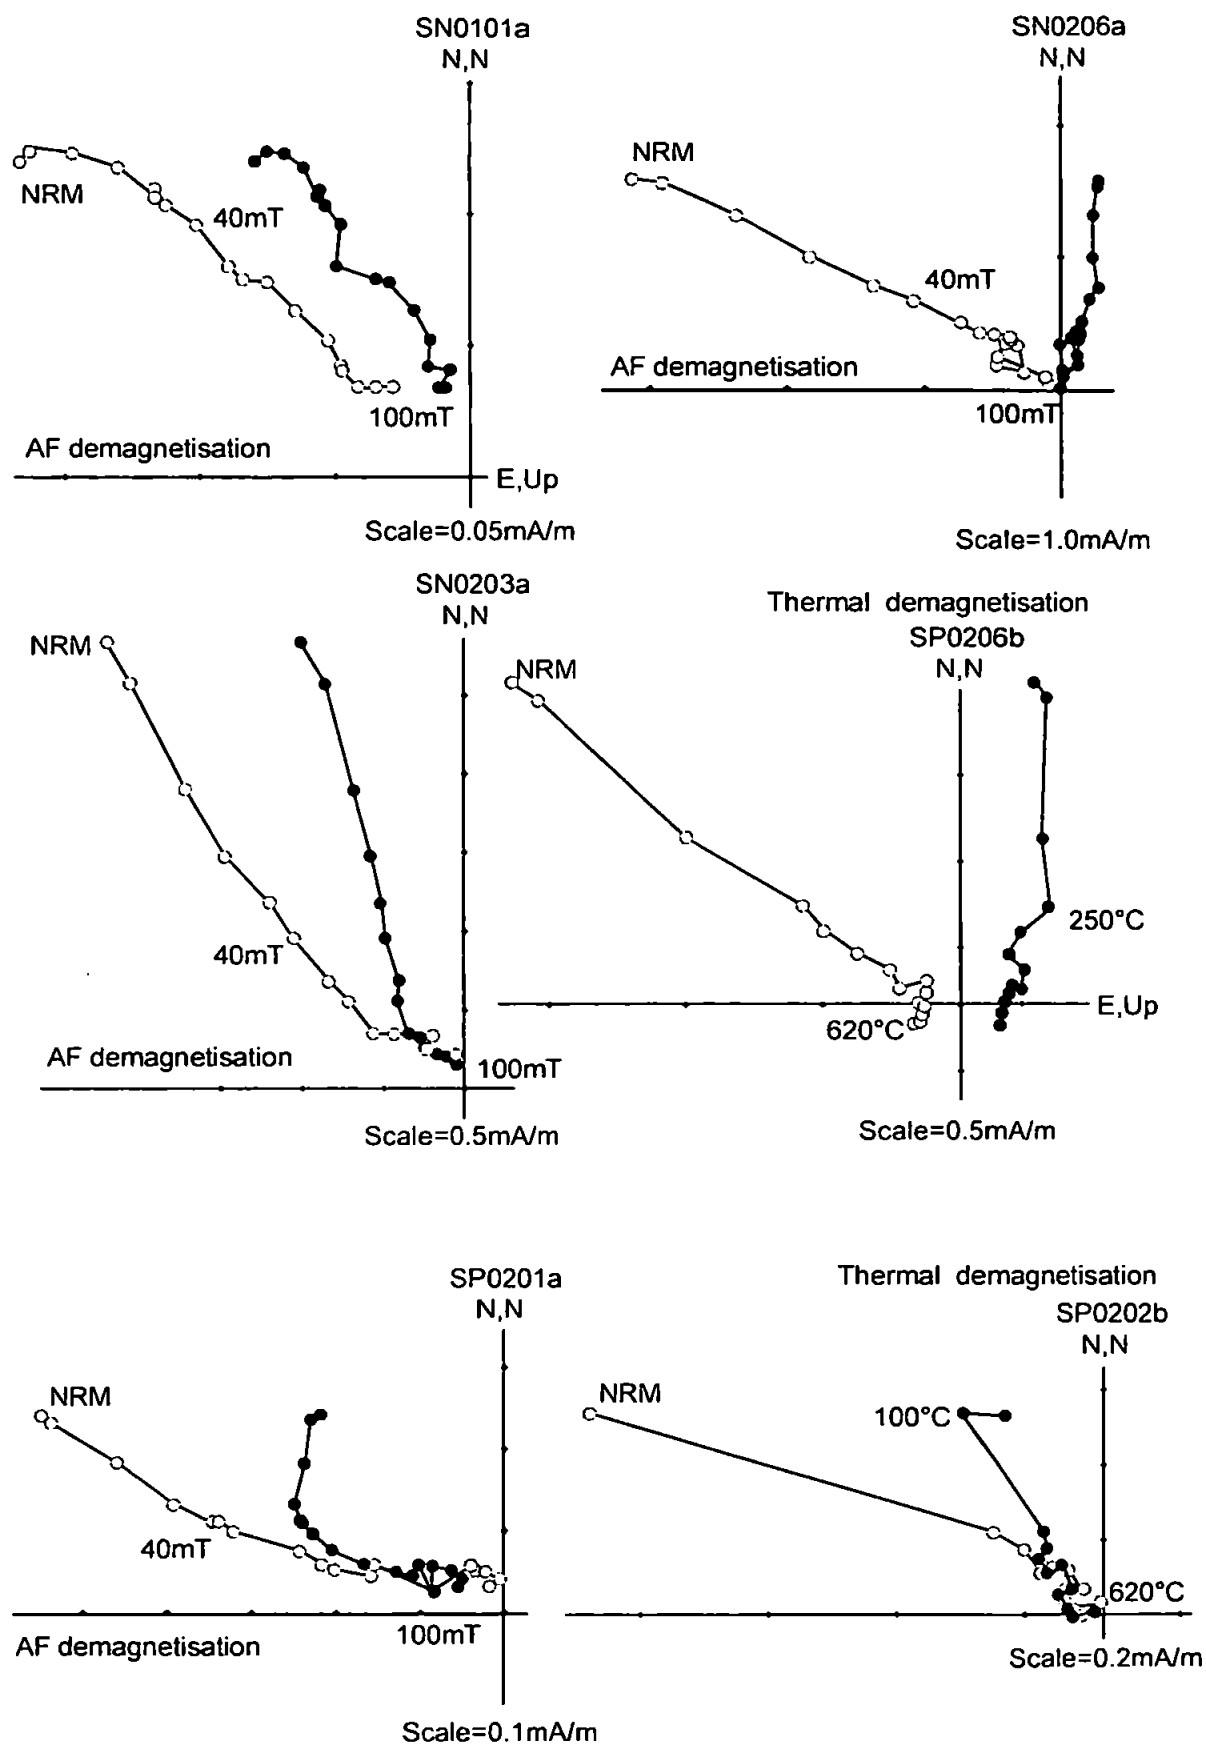 SN0101a
N,N
NRM
40mT
100mT
AF demagnetisation
E,Up
Scale=0.05mA/m
SN0206a
N,N
NRM
40mT
AF demagnetisation
100mT
Scale=1.0mA/m
SN0203a
N,N
NRM
40mT
AF demagnetisation
100mT
Scale=0.5mA/m
Thermal demagnetisation
SP0206b
N,N
NRM
250°C
E,Up
620°C
Scale=0.5mA/m
SP0201a
N,N
NRM
40mT
100mT
AF demagnetisation
Scale=0.1mA/m
Thermal demagnetisation
SP0202b
N,N
NRM
100°C
620°C
Scale=0.2mA/m